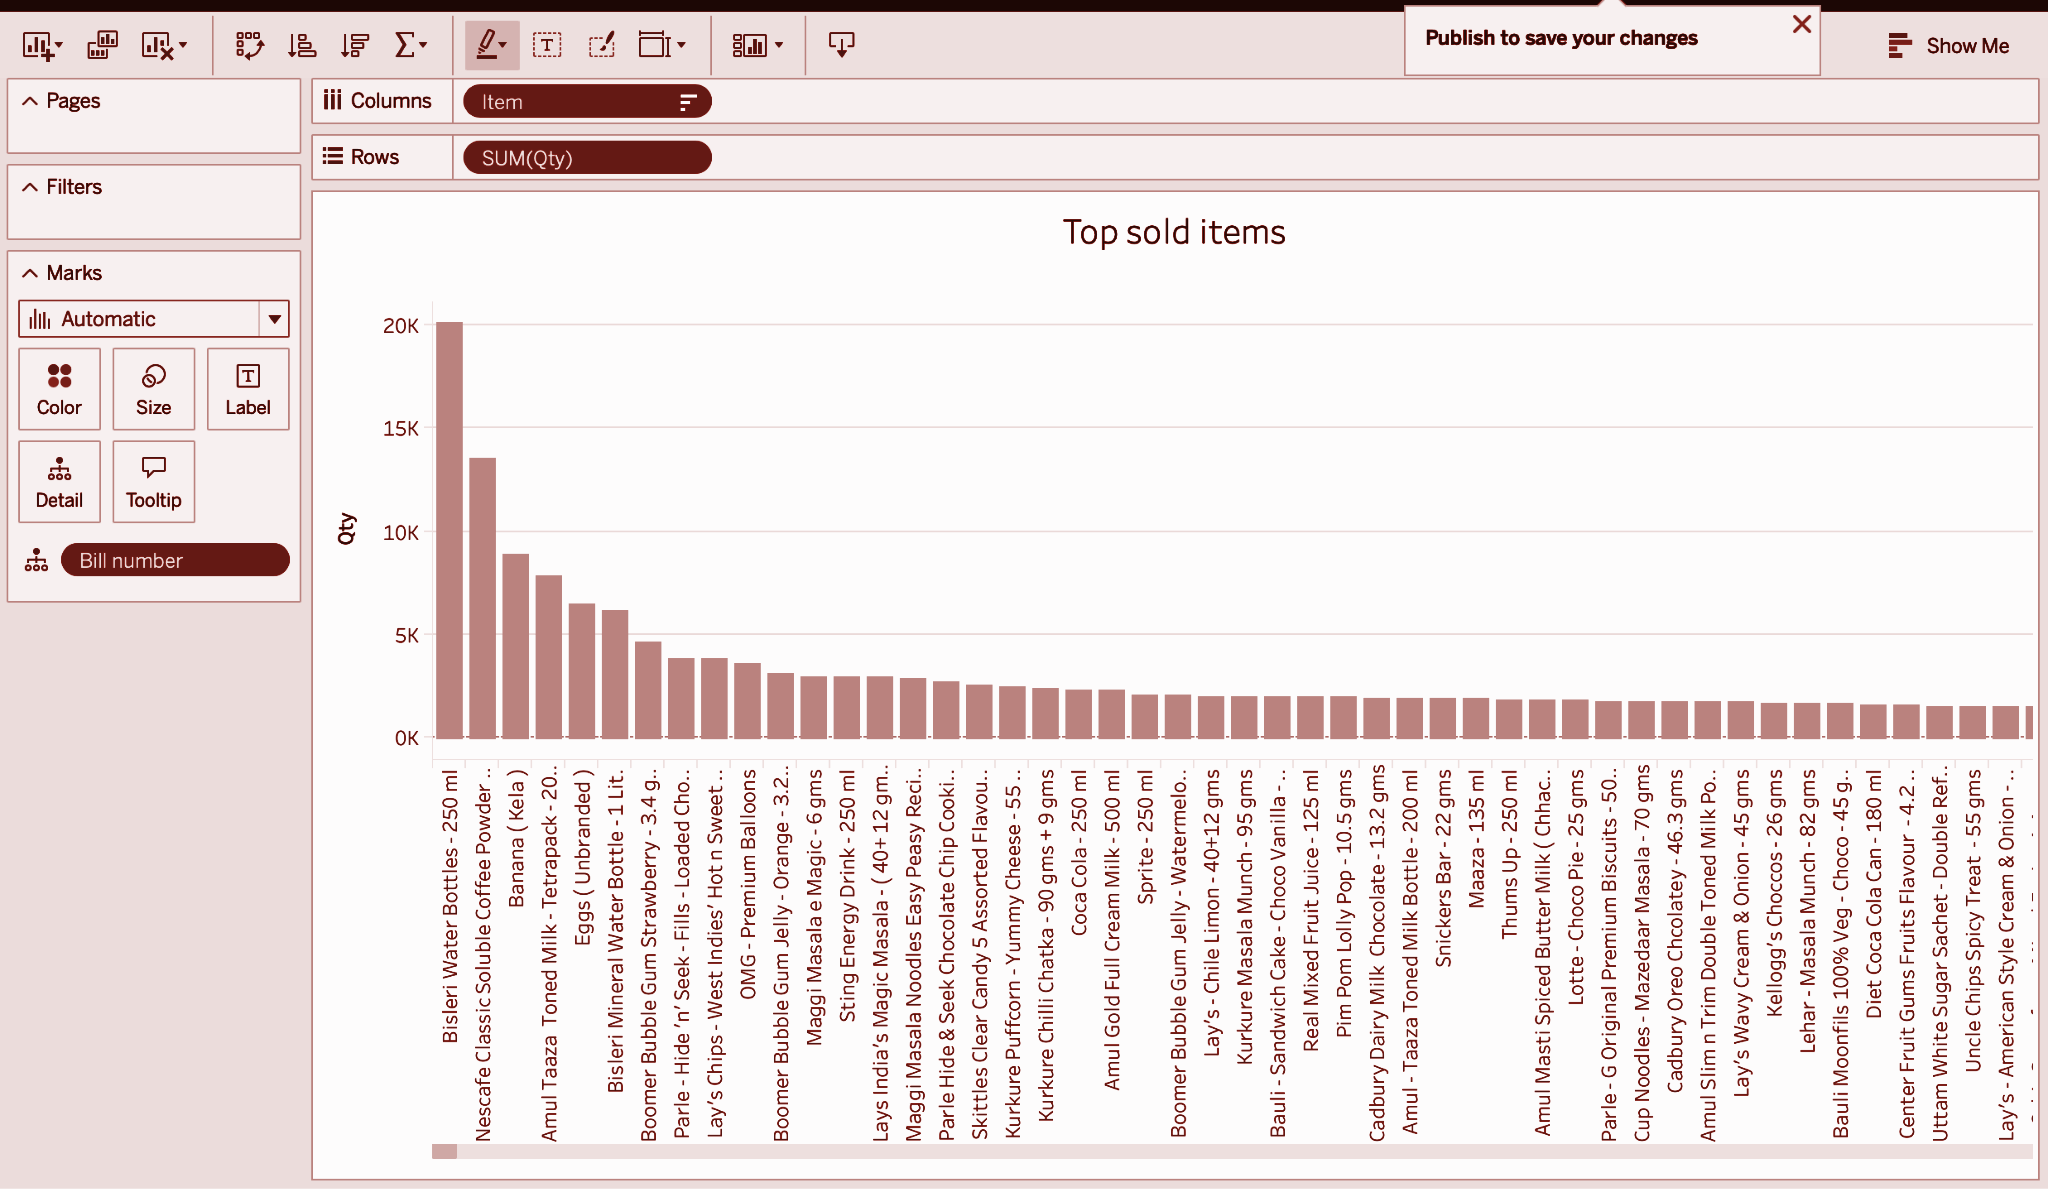 Publish to save your changes
Show Me
Pages
Columns
Item
Rows
SUM(Qty)
Filters
Marks
Automatic
Color
Size
Label
Detail
Tooltip
Bill number
Top sold items
Qty
20K
15K
10K
5K
0K
Bisleri Water Bottles - 250 ml
Nescafe Classic Soluble Coffee Powder ..
Banana ( Kela )
Amul Taaza Toned Milk - Tetrapack - 20..
Eggs ( Unbranded )
Bisleri Mineral Water Bottle - 1 Lit.
Boomer Bubble Gum Strawberry - 3.4 g..
Parle - Hide 'n' Seek - Fills - Loaded Cho..
Lay's Chips - West Indies' Hot n Sweet ..
OMG - Premium Balloons
Boomer Bubble Gum Jelly - Orange - 3.2..
Maggi Masala e Magic - 6 gms
Sting Energy Drink - 250 ml
Lays India's Magic Masala - ( 40+ 12 gm..
Maggi Masala Noodles Easy Peasy Reci..
Parle Hide & Seek Chocolate Chip Cooki..
Skittles Clear Candy 5 Assorted Flavou..
Kurkure Puffcorn - Yummy Cheese - 55 ..
Kurkure Chilli Chatka - 90 gms + 9 gms
Coca Cola - 250 ml
Amul Gold Full Cream Milk - 500 ml
Sprite - 250 ml
Boomer Bubble Gum Jelly - Watermelo..
Lay's - Chile Limon - 40+12 gms
Kurkure Masala Munch - 95 gms
Bauli - Sandwich Cake - Choco Vanilla - ..
Real Mixed Fruit Juice - 125 ml
Pim Pom Lolly Pop - 10.5 gms
Cadbury Dairy Milk Chocolate - 13.2 gms
Amul - Taaza Toned Milk Bottle - 200 ml
Snickers Bar - 22 gms
Maaza - 135 ml
Thums Up - 250 ml
Amul Masti Spiced Butter Milk ( Chhac..
Lotte - Choco Pie - 25 gms
Parle - G Original Premium Biscuits - 50..
Cup Noodles - Mazedaar Masala - 70 gms
Cadbury Oreo Chcolatey - 46.3 gms
Amul Slim n Trim Double Toned Milk Po..
Lay's Wavy Cream & Onion - 45 gms
Kellogg's Choccos - 26 gms
Lehar - Masala Munch - 82 gms
Bauli Moonfils 100% Veg - Choco - 45 g..
Diet Coca Cola Can - 180 ml
Center Fruit Gums Fruits Flavour - 4.2 ..
Uttam White Sugar Sachet - Double Ref..
Uncle Chips Spicy Treat - 55 gms
Lay's - American Style Cream & Onion - ..